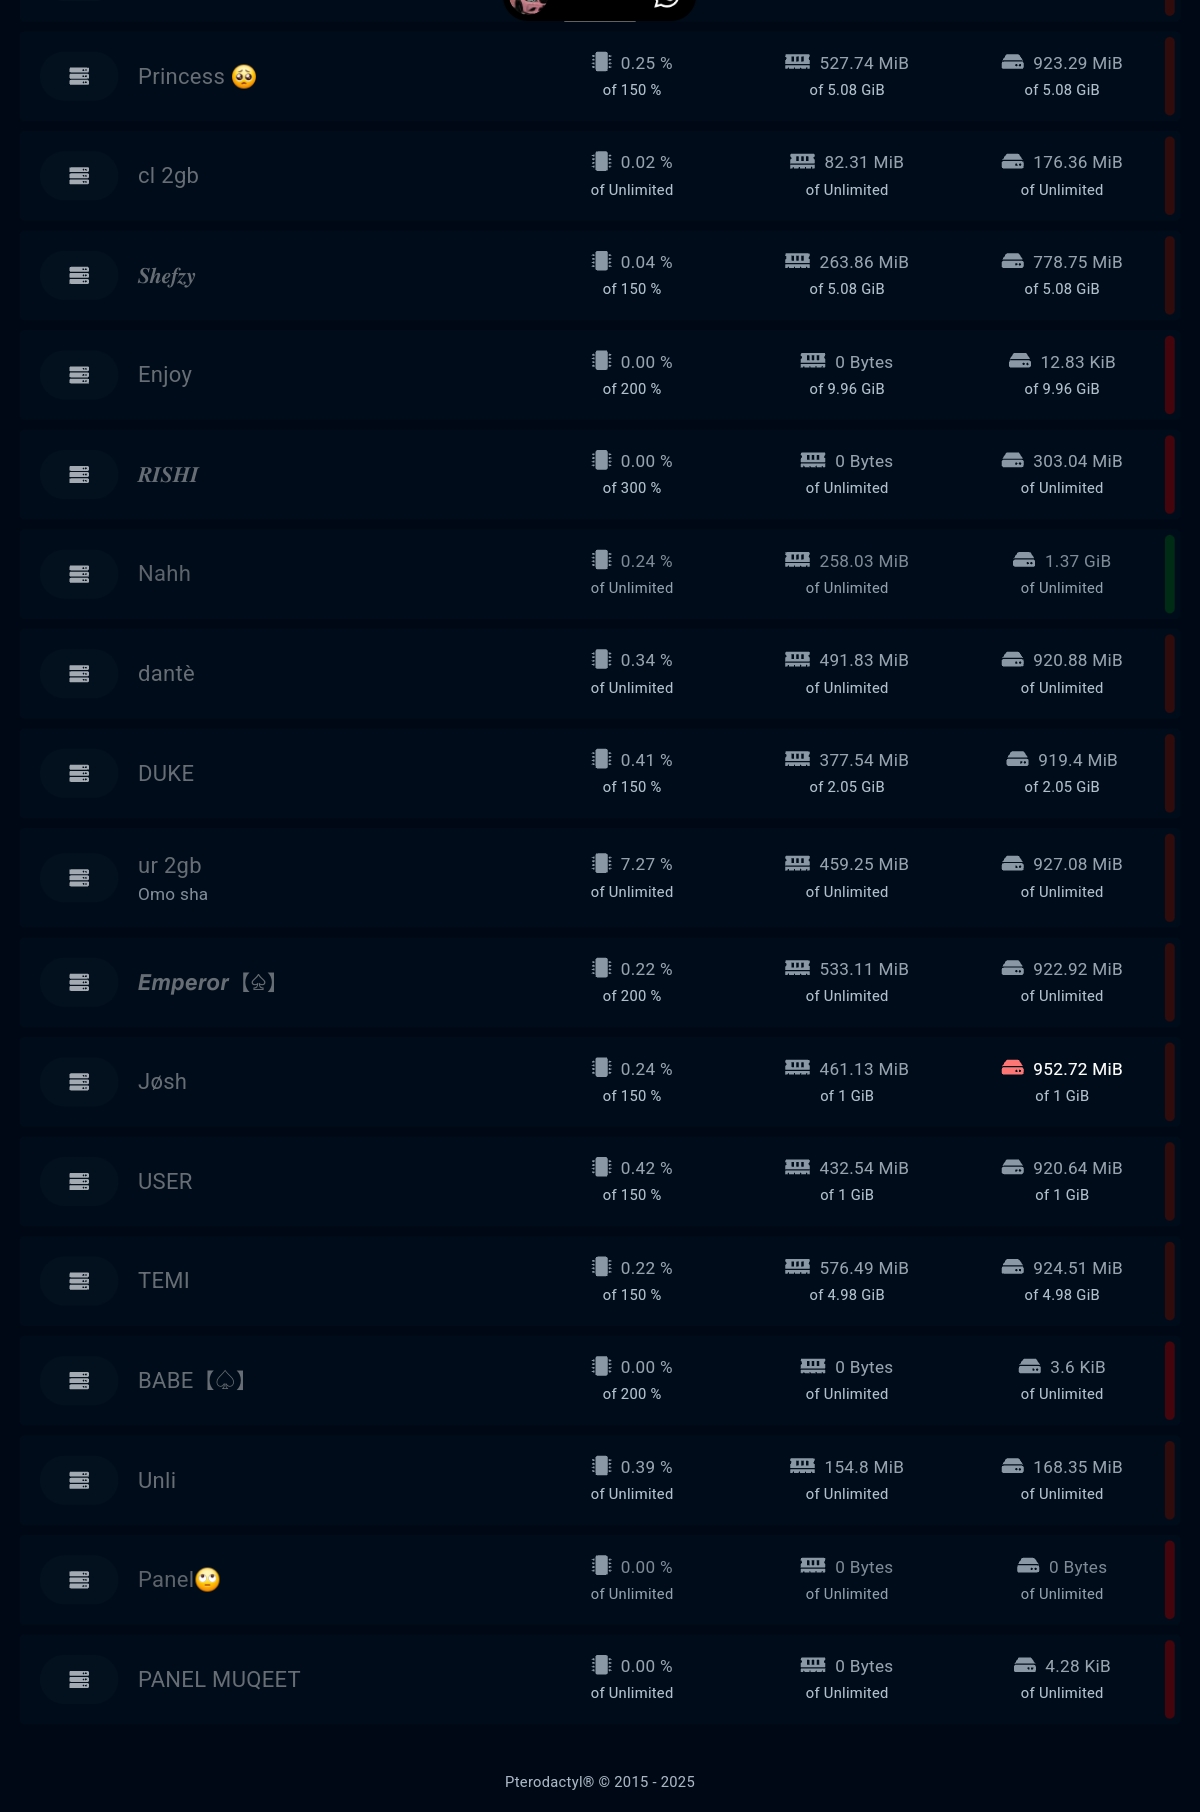 Princess 🥺
0.25 % 527.74 MiB 923.29 MiB
of 150 % of 5.08 GiB of 5.08 GiB
cl 2gb
0.02 % 82.31 MiB 176.36 MiB
of Unlimited of Unlimited of Unlimited
𝑺𝒉𝒆𝒇𝒛𝒚
0.04 % 263.86 MiB 778.75 MiB
of 150 % of 5.08 GiB of 5.08 GiB
Enjoy
0.00 % 0 Bytes 12.83 KiB
of 200 % of 9.96 GiB of 9.96 GiB
𝑹𝑰𝑺𝑯𝑰
0.00 % 0 Bytes 303.04 MiB
of 300 % of Unlimited of Unlimited
Nahh
0.24 % 258.03 MiB 1.37 GiB
of Unlimited of Unlimited of Unlimited
dantè
0.34 % 491.83 MiB 920.88 MiB
of Unlimited of Unlimited of Unlimited
DUKE
0.41 % 377.54 MiB 919.4 MiB
of 150 % of 2.05 GiB of 2.05 GiB
ur 2gb
Omo sha
7.27 % 459.25 MiB 927.08 MiB
of Unlimited of Unlimited of Unlimited
𝙀𝙢𝙥𝙚𝙧𝙤𝙧【♤】
0.22 % 533.11 MiB 922.92 MiB
of 200 % of Unlimited of Unlimited
Jøsh
0.24 % 461.13 MiB 952.72 MiB
of 150 % of 1 GiB of 1 GiB
USER
0.42 % 432.54 MiB 920.64 MiB
of 150 % of 1 GiB of 1 GiB
TEMI
0.22 % 576.49 MiB 924.51 MiB
of 150 % of 4.98 GiB of 4.98 GiB
BABE【♤】
0.00 % 0 Bytes 3.6 KiB
of 200 % of Unlimited of Unlimited
Unli
0.39 % 154.8 MiB 168.35 MiB
of Unlimited of Unlimited of Unlimited
Panel🙄
0.00 % 0 Bytes 0 Bytes
of Unlimited of Unlimited of Unlimited
PANEL MUQEET
0.00 % 0 Bytes 4.28 KiB
of Unlimited of Unlimited of Unlimited
Pterodactyl® © 2015 - 2025